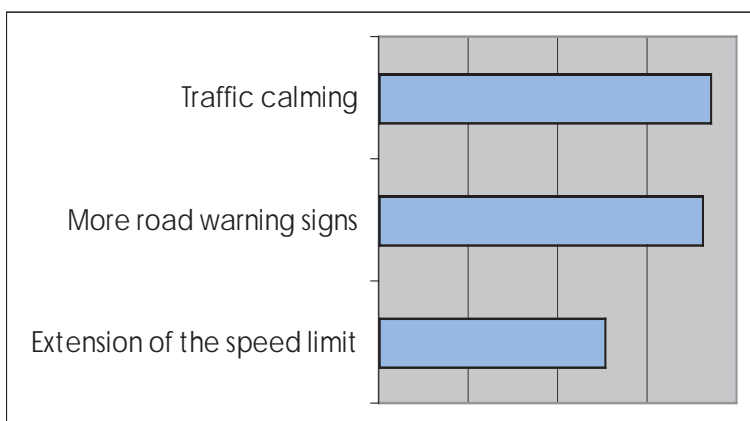 Traffic calming
More road warning signs
Extension of the speed limit